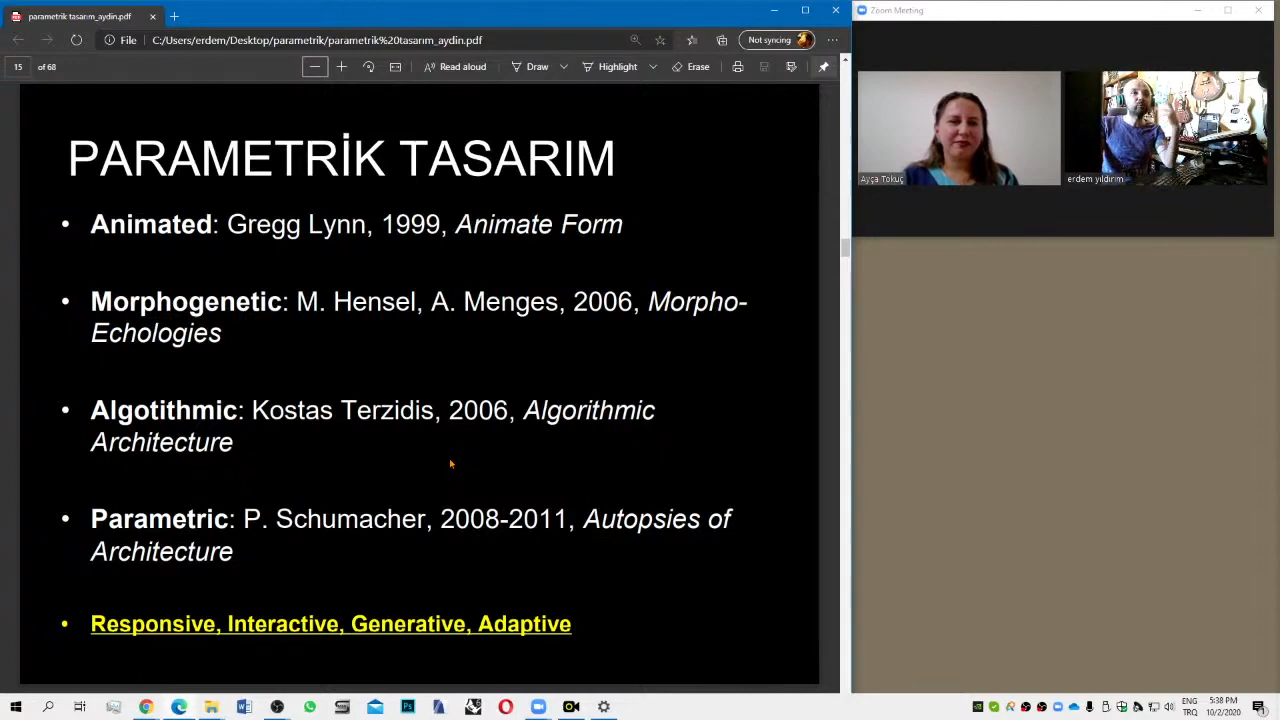 parametrik tasarım_aydin.pdf
Zoom Meeting
File
C:/Users/erdem/Desktop/parametrik/parametrik%20tasarım_aydin.pdf
Not syncing
15 of 68
Read aloud
Draw
Highlight
Erase
PARAMETRİK TASARIM
• Animated: Gregg Lynn, 1999, Animate Form
• Morphogenetic: M. Hensel, A. Menges, 2006, Morpho-
Echologies
• Algotithmic: Kostas Terzidis, 2006, Algorithmic
Architecture
• Parametric: P. Schumacher, 2008-2011, Autopsies of
Architecture
• Responsive, Interactive, Generative, Adaptive
Ayça Tokuç
erdem yıldırım
ENG
TRQ
5:38 PM
10/2/2020